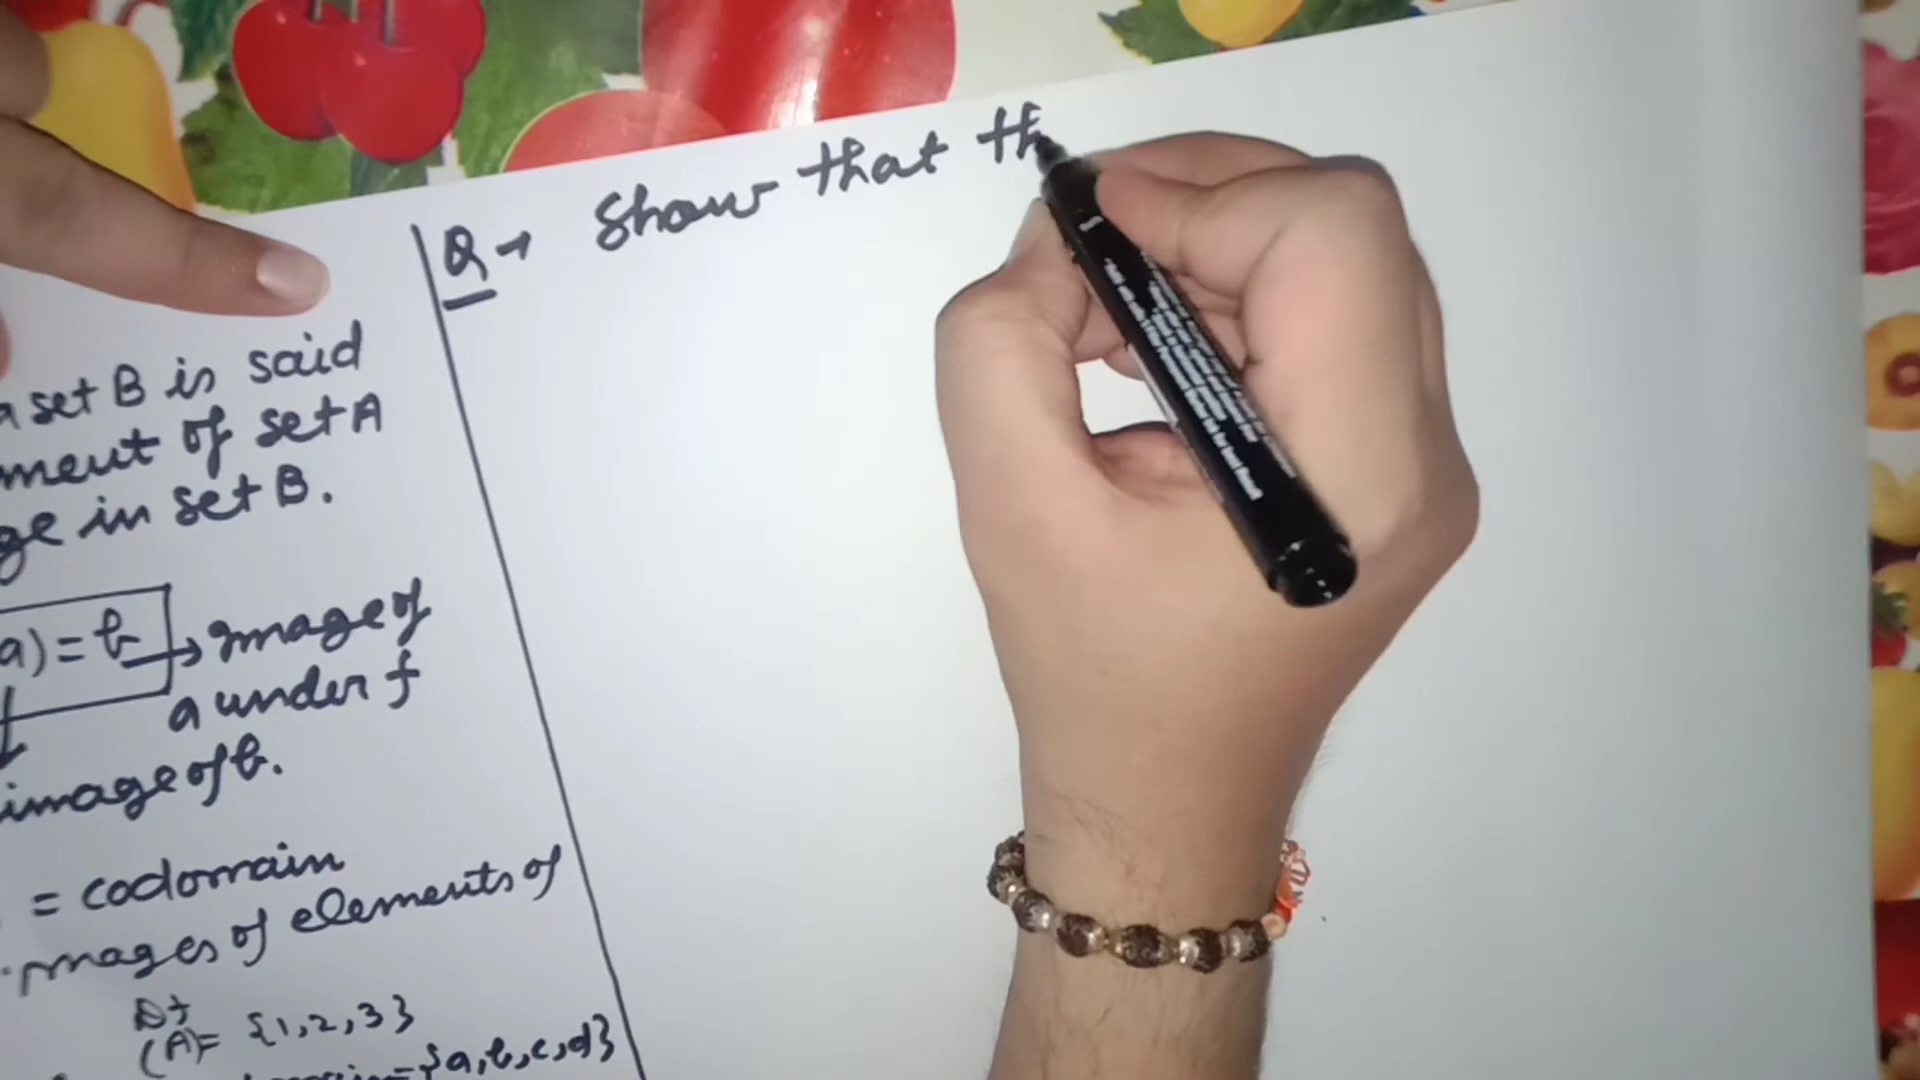 Q→ Show that th
set B is said
ment of set A
ge in set B.
a) = b → Image of
a under f
image of b.
= codomain
images of elements of
(A)= {1,2,3}
{a,b,c,d}